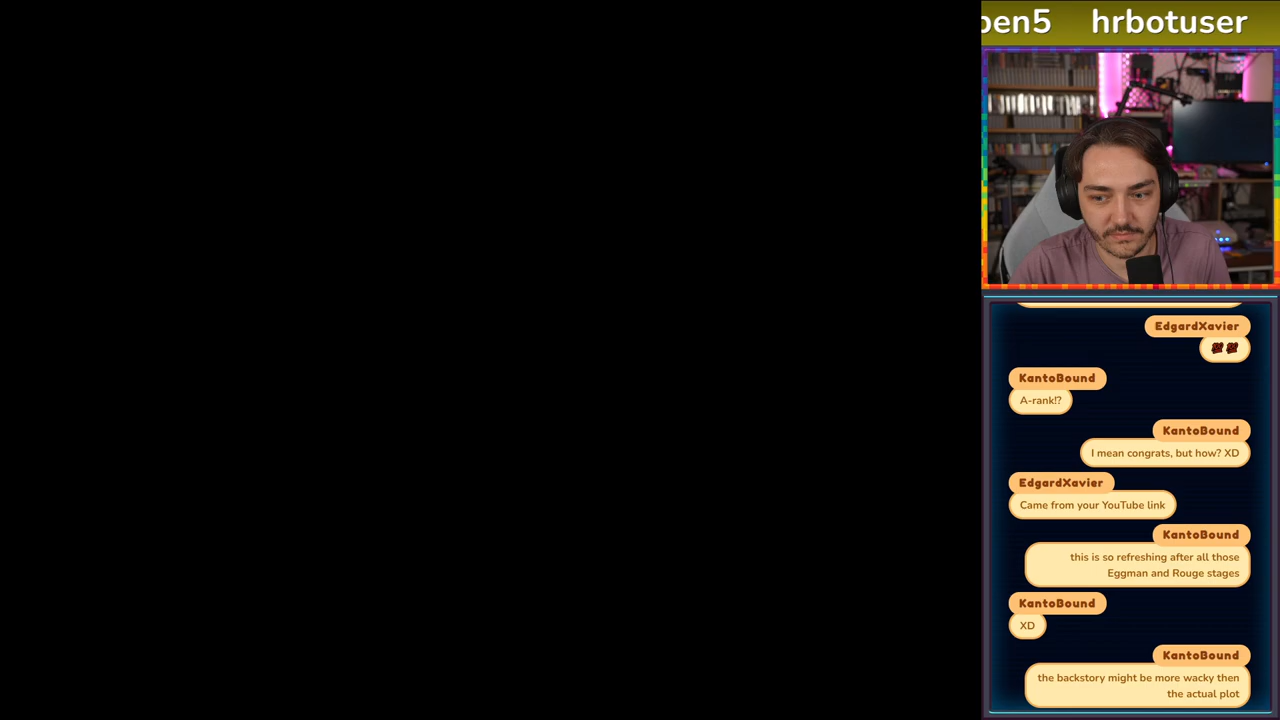 pen5 hrbotuser
EdgardXavier
KantoBound
A-rank!?
KantoBound
I mean congrats, but how? XD
EdgardXavier
Came from your YouTube link
KantoBound
this is so refreshing after all those
Eggman and Rouge stages
KantoBound
XD
KantoBound
the backstory might be more wacky then
the actual plot